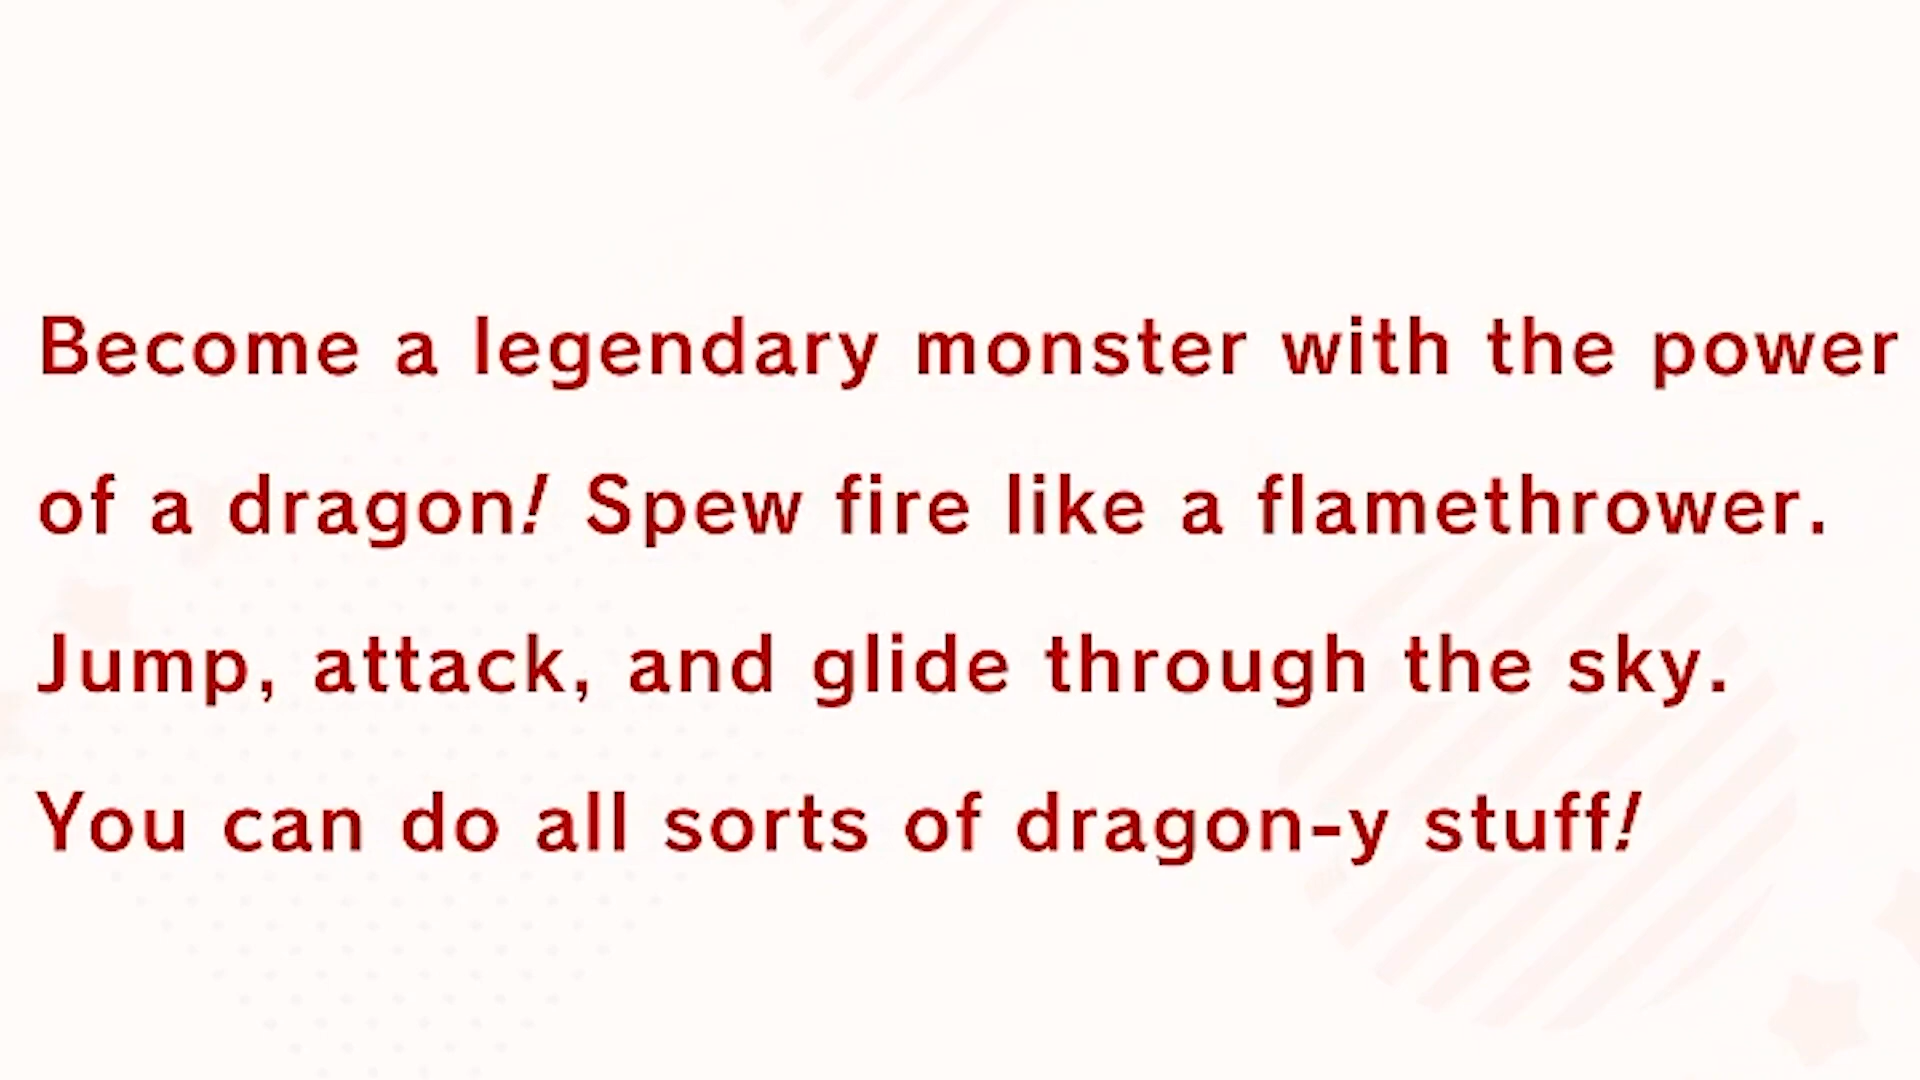 Become a legendary monster with the power
of a dragon! Spew fire like a flamethrower.
Jump, attack, and glide through the sky.
You can do all sorts of dragon-y stuff!